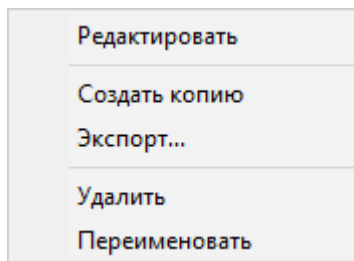 Редактировать
Создать копию
Экспорт...
Удалить
Переименовать